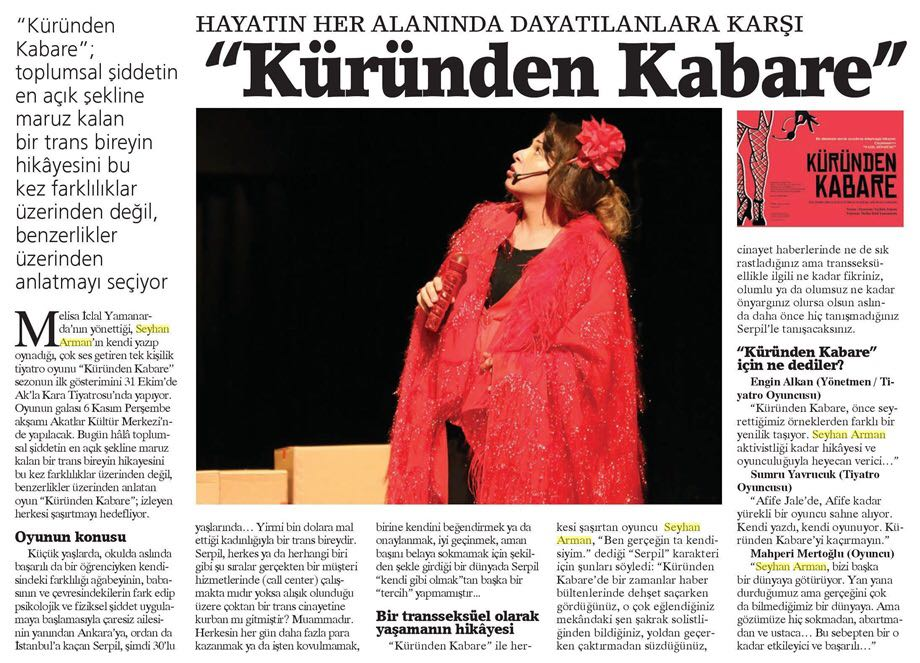 HAYATIN HER ALANINDA DAYATILANLARA KARŞI
“Küründen Kabare”
“Küründen
Kabare”;
toplumsal şiddetin
en açık şekline
maruz kalan
bir trans bireyin
hikâyesini bu
kez farklılıklar
üzerinden değil,
benzerlikler
üzerinden
anlatmayı seçiyor
Melisa İclal Yamanar-
da’nın yönettiği, Seyhan
Arman’ın kendi yazıp
oynadığı, çok ses getiren tek kişilik
tiyatro oyunu “Küründen Kabare”
sezonun ilk gösterimini 31 Ekim’de
Ak’la Kara Tiyatrosu’nda yapıyor.
Oyunun galası 6 Kasım Perşembe
akşamı Akatlar Kültür Merkezi’n-
de yapılacak. Bugün hâlâ toplum-
sal şiddetin en açık şekline maruz
kalan bir trans bireyin hikayesini
bu kez farklılıklar üzerinden değil,
benzerlikler üzerinden anlatan
oyun “Küründen Kabare”; izleyen
herkesi şaşırtmayı hedefliyor.
Oyunun konusu
Küçük yaşlarda, okulda aslında
başarılı da bir öğrenciyken kendi-
sindeki farklılığı ağabeyinin, baba-
sının ve çevresindekilerin fark edip
psikolojik ve fiziksel şiddet uygula-
maya başlamasıyla çaresiz ailesi-
nin yanından Ankara’ya, ordan da
İstanbul’a kaçan Serpil, şimdi 30’lu
yaşlarında… Yirmi bin dolara mal
ettiği kadınlığıyla bir trans bireydir.
Serpil, herkes ya da herhangi biri
gibi şu sıralar gerçekten bir müşteri
hizmetlerinde (call center) çalış-
makta mıdır yoksa alışık olunduğu
üzere çoktan bir trans cinayetine
kurban mı gitmiştir? Muammadır.
Herkesin her gün daha fazla para
kazanmak ya da işten kovulmamak,
birine kendini beğendirmek ya da
onaylanmak, iyi geçinmek, aman
başını belaya sokmamak için şekil-
den şekle girdiği bir dünyada Serpil
“kendi gibi olmak”tan başka bir
“tercih” yapmamıştır...
Bir transseksüel olarak
yaşamanın hikâyesi
“Küründen Kabare” ile her-
kesi şaşırtan oyuncu Seyhan
Arman, “Ben gerçeğin ta kendi-
siyim.” dediği “Serpil” karakteri
için şunları söyledi: “Küründen
Kabare’de bir zamanlar haber
bültenlerinde dehşet saçarken
gördüğünüz, o çok eğlendiğiniz
mekândaki şen şakrak solistli-
ğinden bildiğiniz, yoldan geçer-
ken çaktırmadan süzdüğünüz,
KÜRÜNDEN
KABARE
cinayet haberlerinde ne de sık
rastladığınız ama transseksü-
ellikle ilgili ne kadar fikriniz,
olumlu ya da olumsuz ne kadar
önyargınız olursa olsun aslın-
da daha önce hiç tanışmadığınız
Serpil’le tanışacaksınız.
“Küründen Kabare”
için ne dediler?
Engin Alkan (Yönetmen / Ti-
yatro Oyuncusu)
“Küründen Kabare, önce sey-
rettiğimiz örneklerden farklı bir
yenilik taşıyor. Seyhan Arman
aktivistliği kadar hikâyesi ve
oyunculuğuyla heyecan verici…”
Sumru Yavrucuk (Tiyatro
Oyuncusu)
“Afife Jale’de, Afife kadar
yürekli bir oyuncu sahne alıyor.
Kendi yazdı, kendi oynuyor. Kü-
ründen Kabare’yi kaçırmayın.”
Mahperi Mertoğlu (Oyuncu)
“Seyhan Arman, bizi başka
bir dünyaya götürüyor. Yan yana
durduğumuz ama gerçeğini çok
da bilmediğimiz bir dünyaya. Ama
gözümüze hiç sokmadan, abartma-
dan ve ustaca… Bu sebepten bir o
kadar etkileyici ve başarılı…”